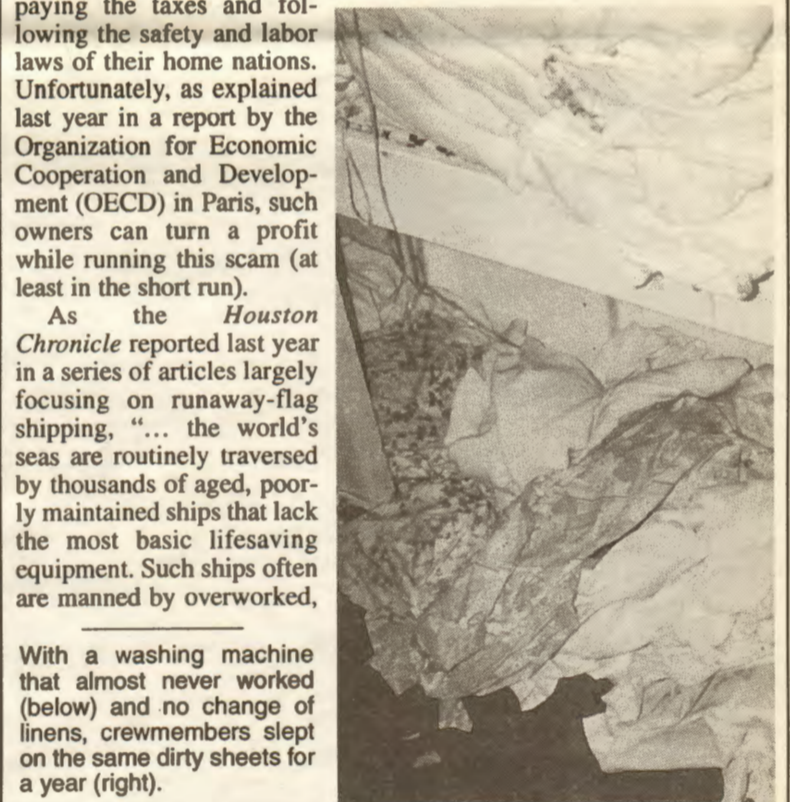 paying the taxes and fol-
lowing the safety and labor
laws of their home nations.
Unfortunately, as explained
last year in a report by the
Organization for Economic
Cooperation and Develop-
ment (OECD) in Paris, such
owners can turn a profit
while running this scam (at
least in the short run).
As the Houston
Chronicle reported last year
in a series of articles largely
focusing on runaway-flag
shipping, “... the world's
seas are routinely traversed
by thousands of aged, poor-
ly maintained ships that lack
the most basic lifesaving
equipment. Such ships often
are manned by overworked,
With a washing machine
that almost never worked
(below) and no change of
linens, crewmembers slept
on the same dirty sheets for
a year (right).